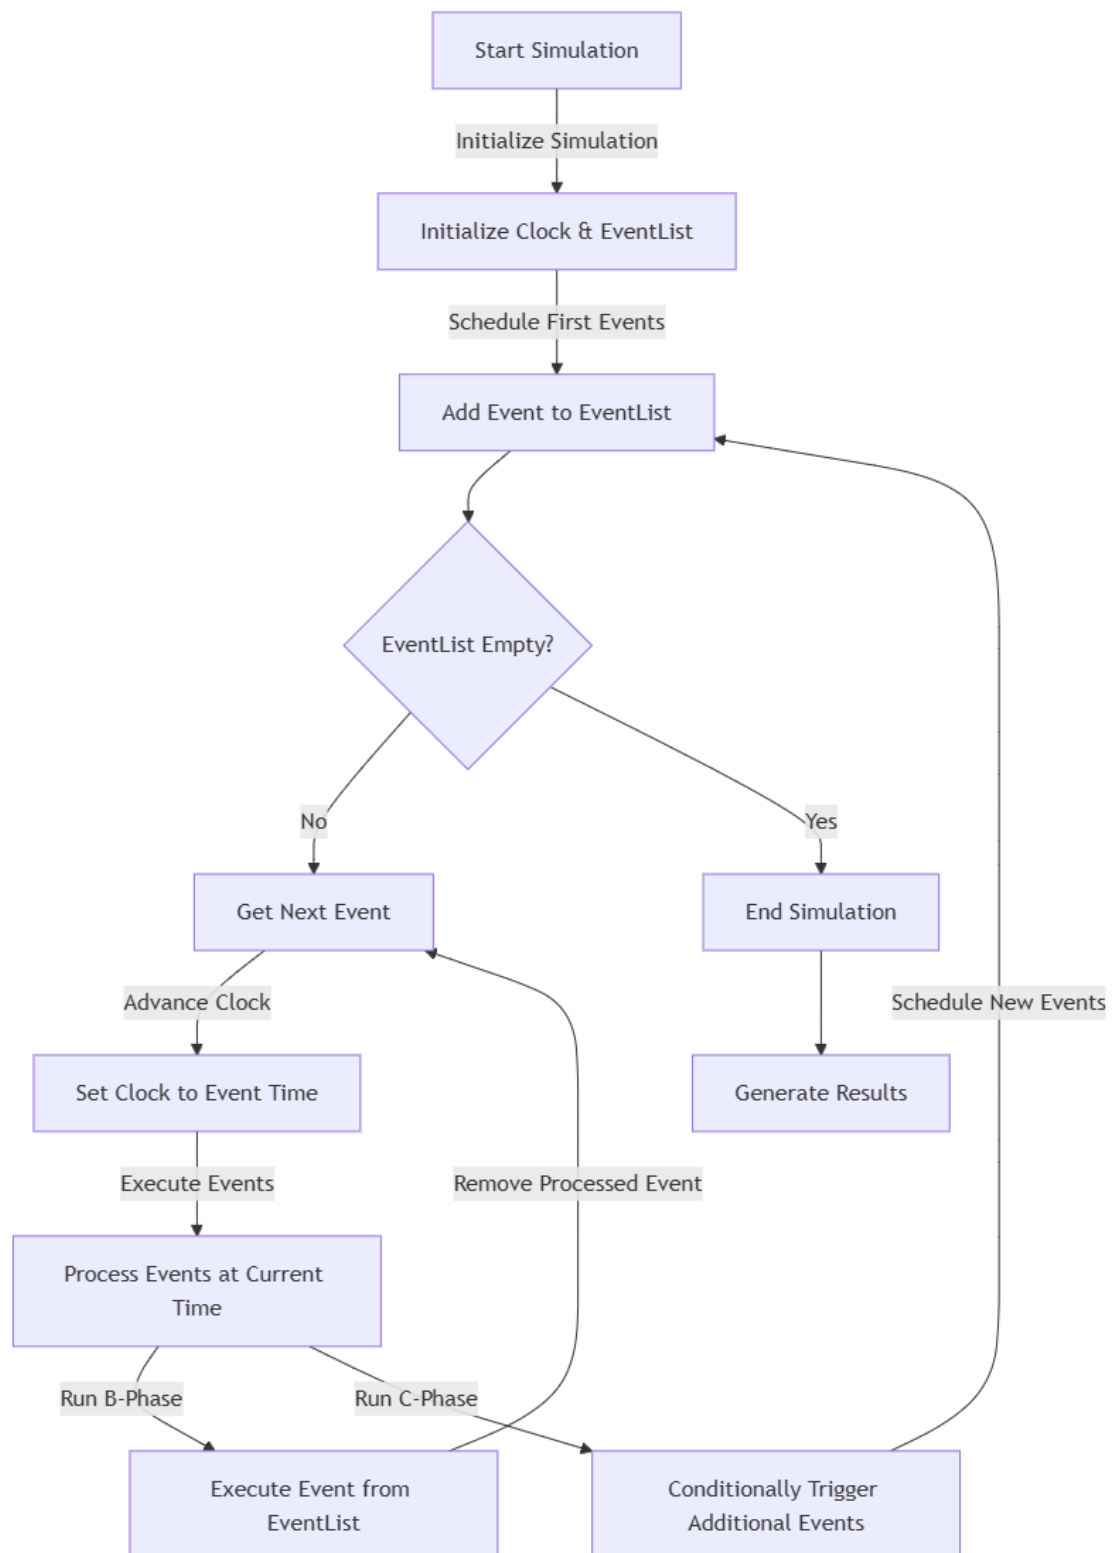 Start Simulation
Initialize Simulation
Initialize Clock & EventList
Schedule First Events
Add Event to EventList
EventList Empty?
No
Yes
Get Next Event
End Simulation
Advance Clock
Schedule New Events
Set Clock to Event Time
Generate Results
Execute Events
Remove Processed Event
Process Events at Current
Time
Run B-Phase
Run C-Phase
Execute Event from
EventList
Conditionally Trigger
Additional Events